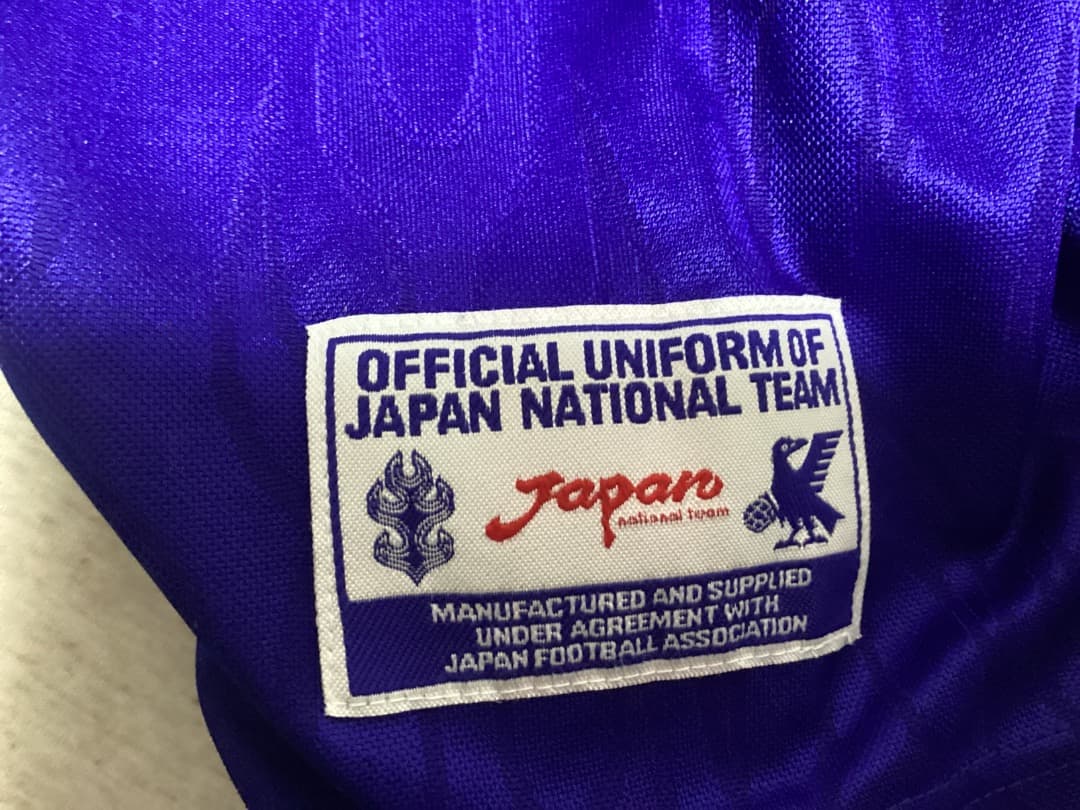 OFFICIAL UNIFORM OF
JAPAN NATIONAL TEAM
Japan
national team
MANUFACTURED AND SUPPLIED
UNDER AGREEMENT WITH
JAPAN FOOTBALL ASSOCIATION